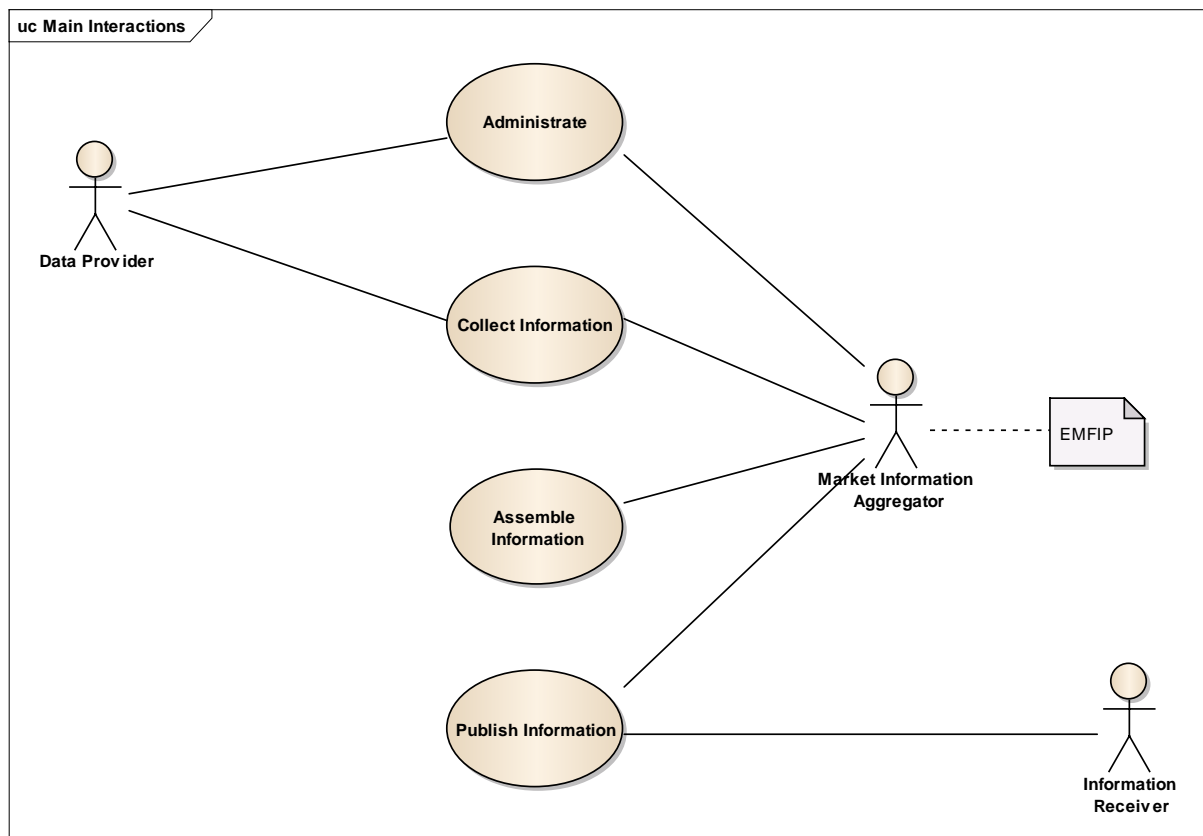 uc Main Interactions
Administrate
Data Provider
Collect Information
EMFIP
Market Information
Aggregator
Assemble
Information
Publish Information
Information
Receiver